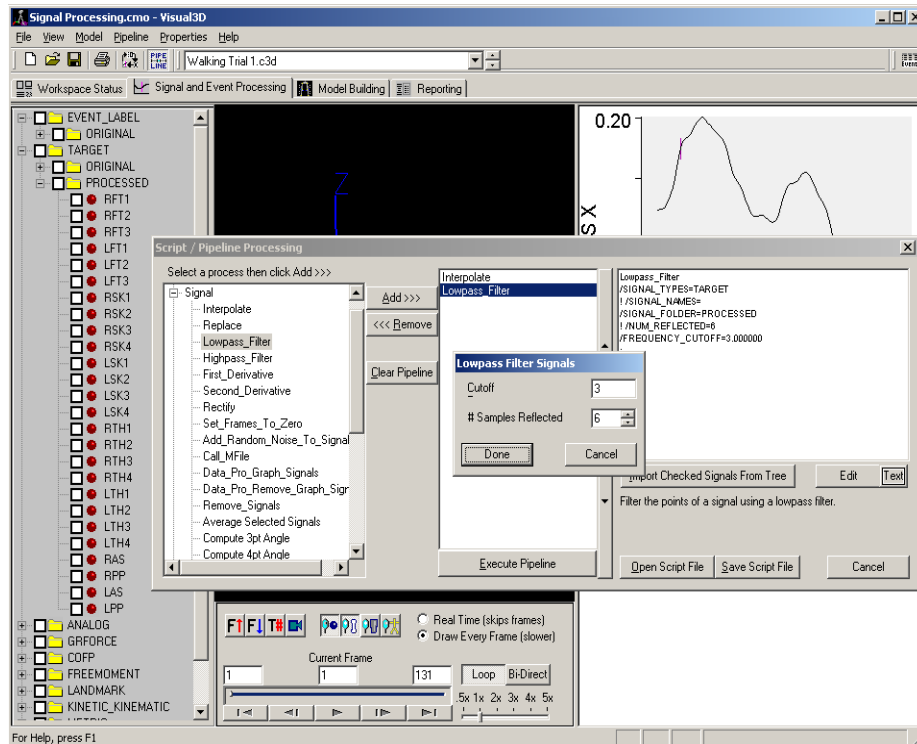 Signal Processing.cmo - Visual3D
File View Model Pipeline Properties Help
PIPE LINE Walking Trial 1.c3d
Workspace Status Signal and Event Processing Model Building Reporting
EVENT_LABEL
ORIGINAL
TARGET
ORIGINAL
PROCESSED
RFT1
RFT2
RFT3
LFT1
LFT2
LFT3
RSK1
RSK2
RSK3
RSK4
LSK1
LSK2
LSK3
LSK4
RTH1
RTH2
RTH3
RTH4
LTH1
LTH2
LTH3
LTH4
RAS
RPP
LAS
LPP
ANALOG
GRFORCE
COFP
FREEMOMENT
LANDMARK
KINETIC_KINEMATIC
Z
0.20
Script / Pipeline Processing
Select a process then click Add >>>
Signal
Interpolate
Replace
Lowpass_Filter
Highpass_Filter
First_Derivative
Second_Derivative
Rectify
Set_Frames_To_Zero
Add_Random_Noise_To_Signal
Call_MFile
Data_Pro_Graph_Signals
Data_Pro_Remove_Graph_Sigr
Remove_Signals
Average Selected Signals
Compute 3pt Angle
Compute 4pt Angle
Add >>>
<<< Remove
Clear Pipeline
Interpolate
Lowpass_Filter
Execute Pipeline
Lowpass_Filter
/SIGNAL_TYPES=TARGET
! /SIGNAL_NAMES=
/SIGNAL_FOLDER=PROCESSED
! /NUM_REFLECTED=6
/FREQUENCY_CUTOFF=3.000000
;
Lowpass Filter Signals
Cutoff 3
# Samples Reflected 6
Done Cancel
Import Checked Signals From Tree Edit Text
Filter the points of a signal using a lowpass filter.
Open Script File Save Script File Cancel
F F T#
Real Time (skips frames)
Draw Every Frame (slower)
Current Frame
1 1 131 Loop Bi-Direct
.5x 1x 2x 3x 4x 5x
For Help, press F1